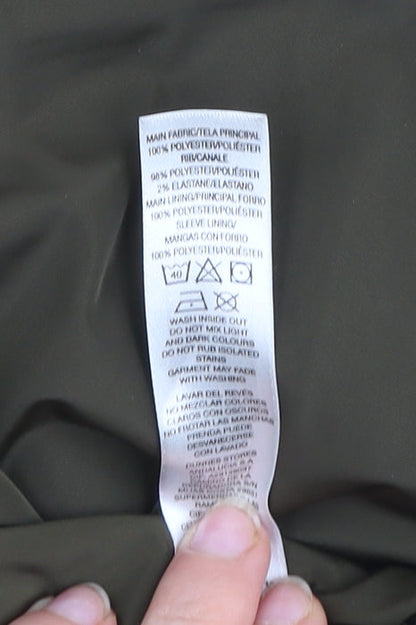 MAIN FABRIC/TELA PRINCIPAL
100% POLYESTER/POLIÉSTER
RIB/CANALE
98% POLYESTER/POLIÉSTER
2% ELASTANE/ELASTANO
MAIN LINING/PRINCIPAL FORRO
100% POLYESTER/POLIÉSTER
SLEEVE LINING/
MANGAS CON FORRO
100% POLYESTER/POLIÉSTER
40
WASH INSIDE OUT
DO NOT MIX LIGHT
AND DARK COLOURS
DO NOT RUB ISOLATED
STAINS
GARMENT MAY FADE
WITH WASHING
LAVAR DEL REVÉS
NO MEZCLAR COLORES
CLAROS CON OSCUROS
NO FROTAR LAS MANCHAS
PRENDA PUEDE
DESVANECERSE
CON LAVADO
DUNNES STORES
ANDALUCIA S.A